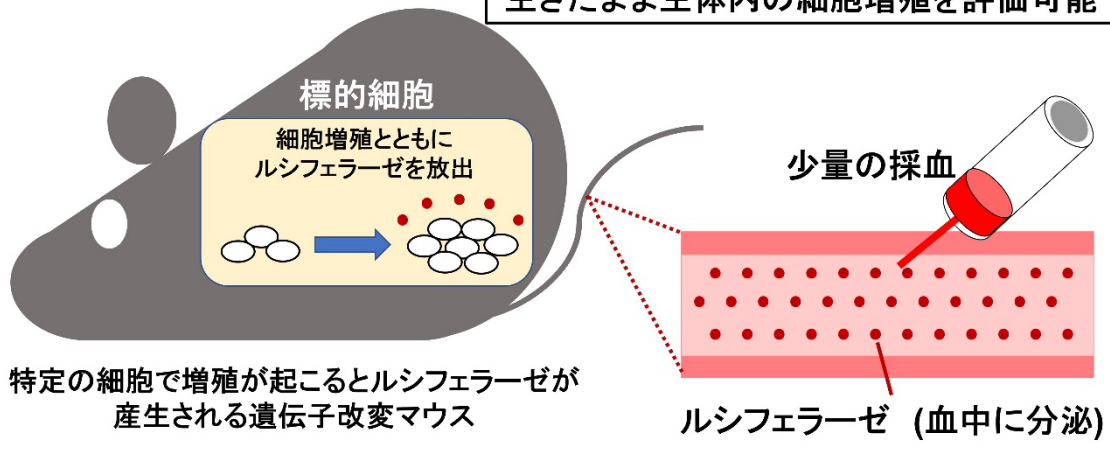 生きたまま生体内の細胞増殖を評価可能
標的細胞
細胞増殖とともに
ルシフェラーゼを放出
少量の採血
特定の細胞で増殖が起こるとルシフェラーゼが
産生される遺伝子改変マウス
ルシフェラーゼ (血中に分泌)